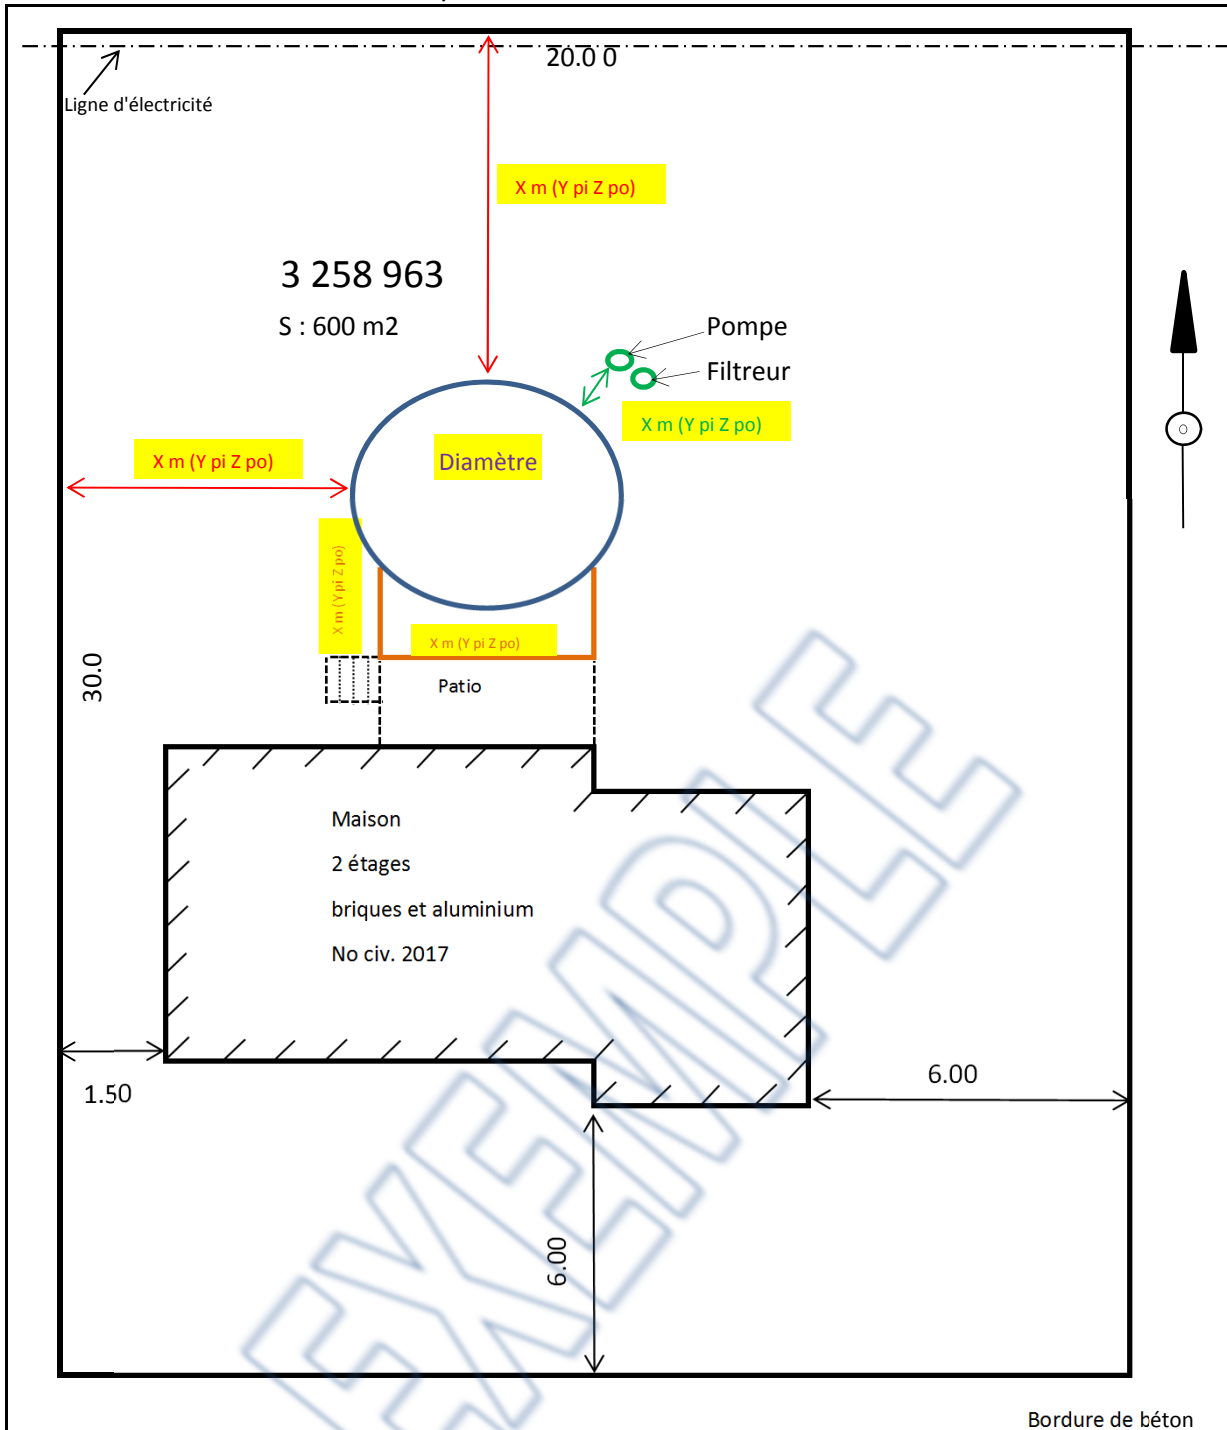 20.0 0
Ligne d'électricité
X m (Y pi Z po)
3 258 963
S : 600 m2
Pompe
Filtreur
X m (Y pi Z po)
X m (Y pi Z po)
Diamètre
X m (Y pi Z po)
X m (Y pi Z po)
30.0
Patio
Maison
2 étages
briques et aluminium
No civ. 2017
1.50
6.00
6.00
EXEMPLE
Bordure de béton